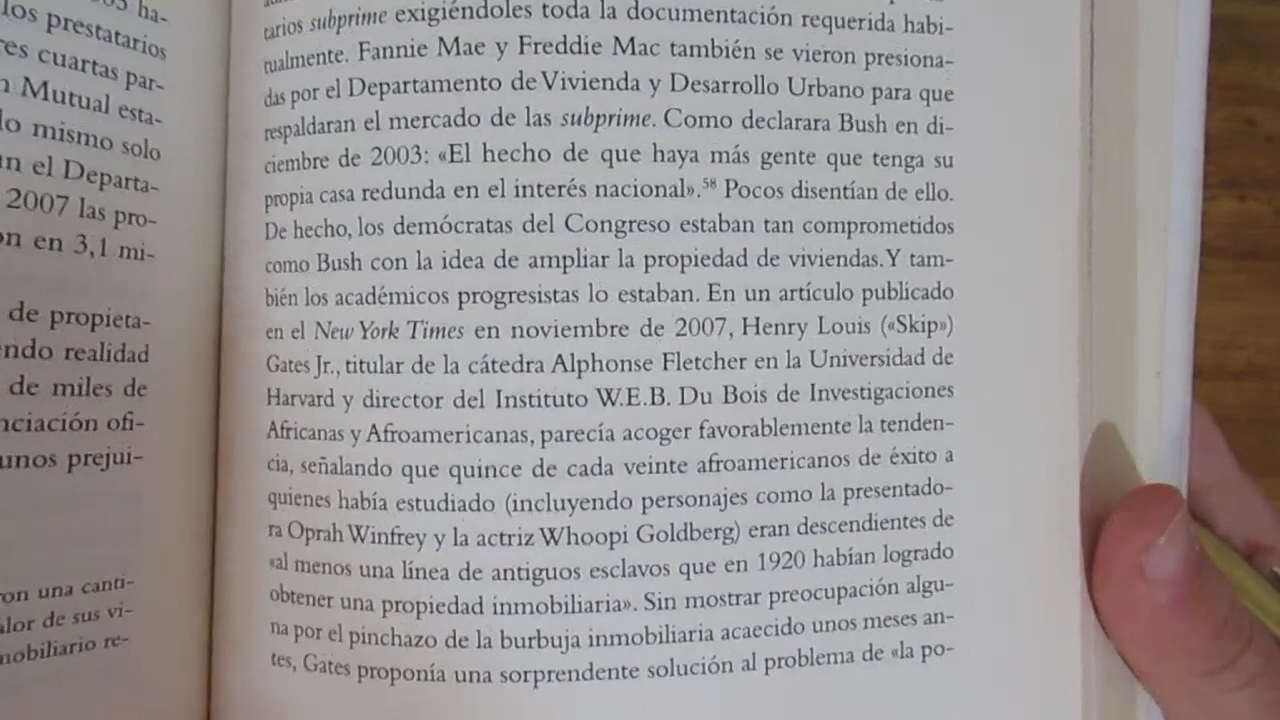 ha-
los prestatarios
res cuartas par-
Mutual esta-
lo mismo solo
an el Departa-
2007 las pro-
on en 3,1 mi-
de propieta-
endo realidad
de miles de
nciación ofi-
unos prejui-
ron una canti-
alor de sus vi-
mobiliario re-
tarios subprime exigiéndoles toda la documentación requerida habi-
tualmente. Fannie Mae y Freddie Mac también se vieron presiona-
das por el Departamento de Vivienda y Desarrollo Urbano para que
respaldaran el mercado de las subprime. Como declarara Bush en di-
ciembre de 2003: «El hecho de que haya más gente que tenga su
propia casa redunda en el interés nacional».⁵⁸ Pocos disentían de ello.
De hecho, los demócratas del Congreso estaban tan comprometidos
como Bush con la idea de ampliar la propiedad de viviendas. Y tam-
bién los académicos progresistas lo estaban. En un artículo publicado
en el New York Times en noviembre de 2007, Henry Louis («Skip»)
Gates Jr., titular de la cátedra Alphonse Fletcher en la Universidad de
Harvard y director del Instituto W.E.B. Du Bois de Investigaciones
Africanas y Afroamericanas, parecía acoger favorablemente la tenden-
cia, señalando que quince de cada veinte afroamericanos de éxito a
quienes había estudiado (incluyendo personajes como la presentado-
ra Oprah Winfrey y la actriz Whoopi Goldberg) eran descendientes de
«al menos una línea de antiguos esclavos que en 1920 habían logrado
obtener una propiedad inmobiliaria». Sin mostrar preocupación algu-
na por el pinchazo de la burbuja inmobiliaria acaecido unos meses an-
tes, Gates proponía una sorprendente solución al problema de «la po-